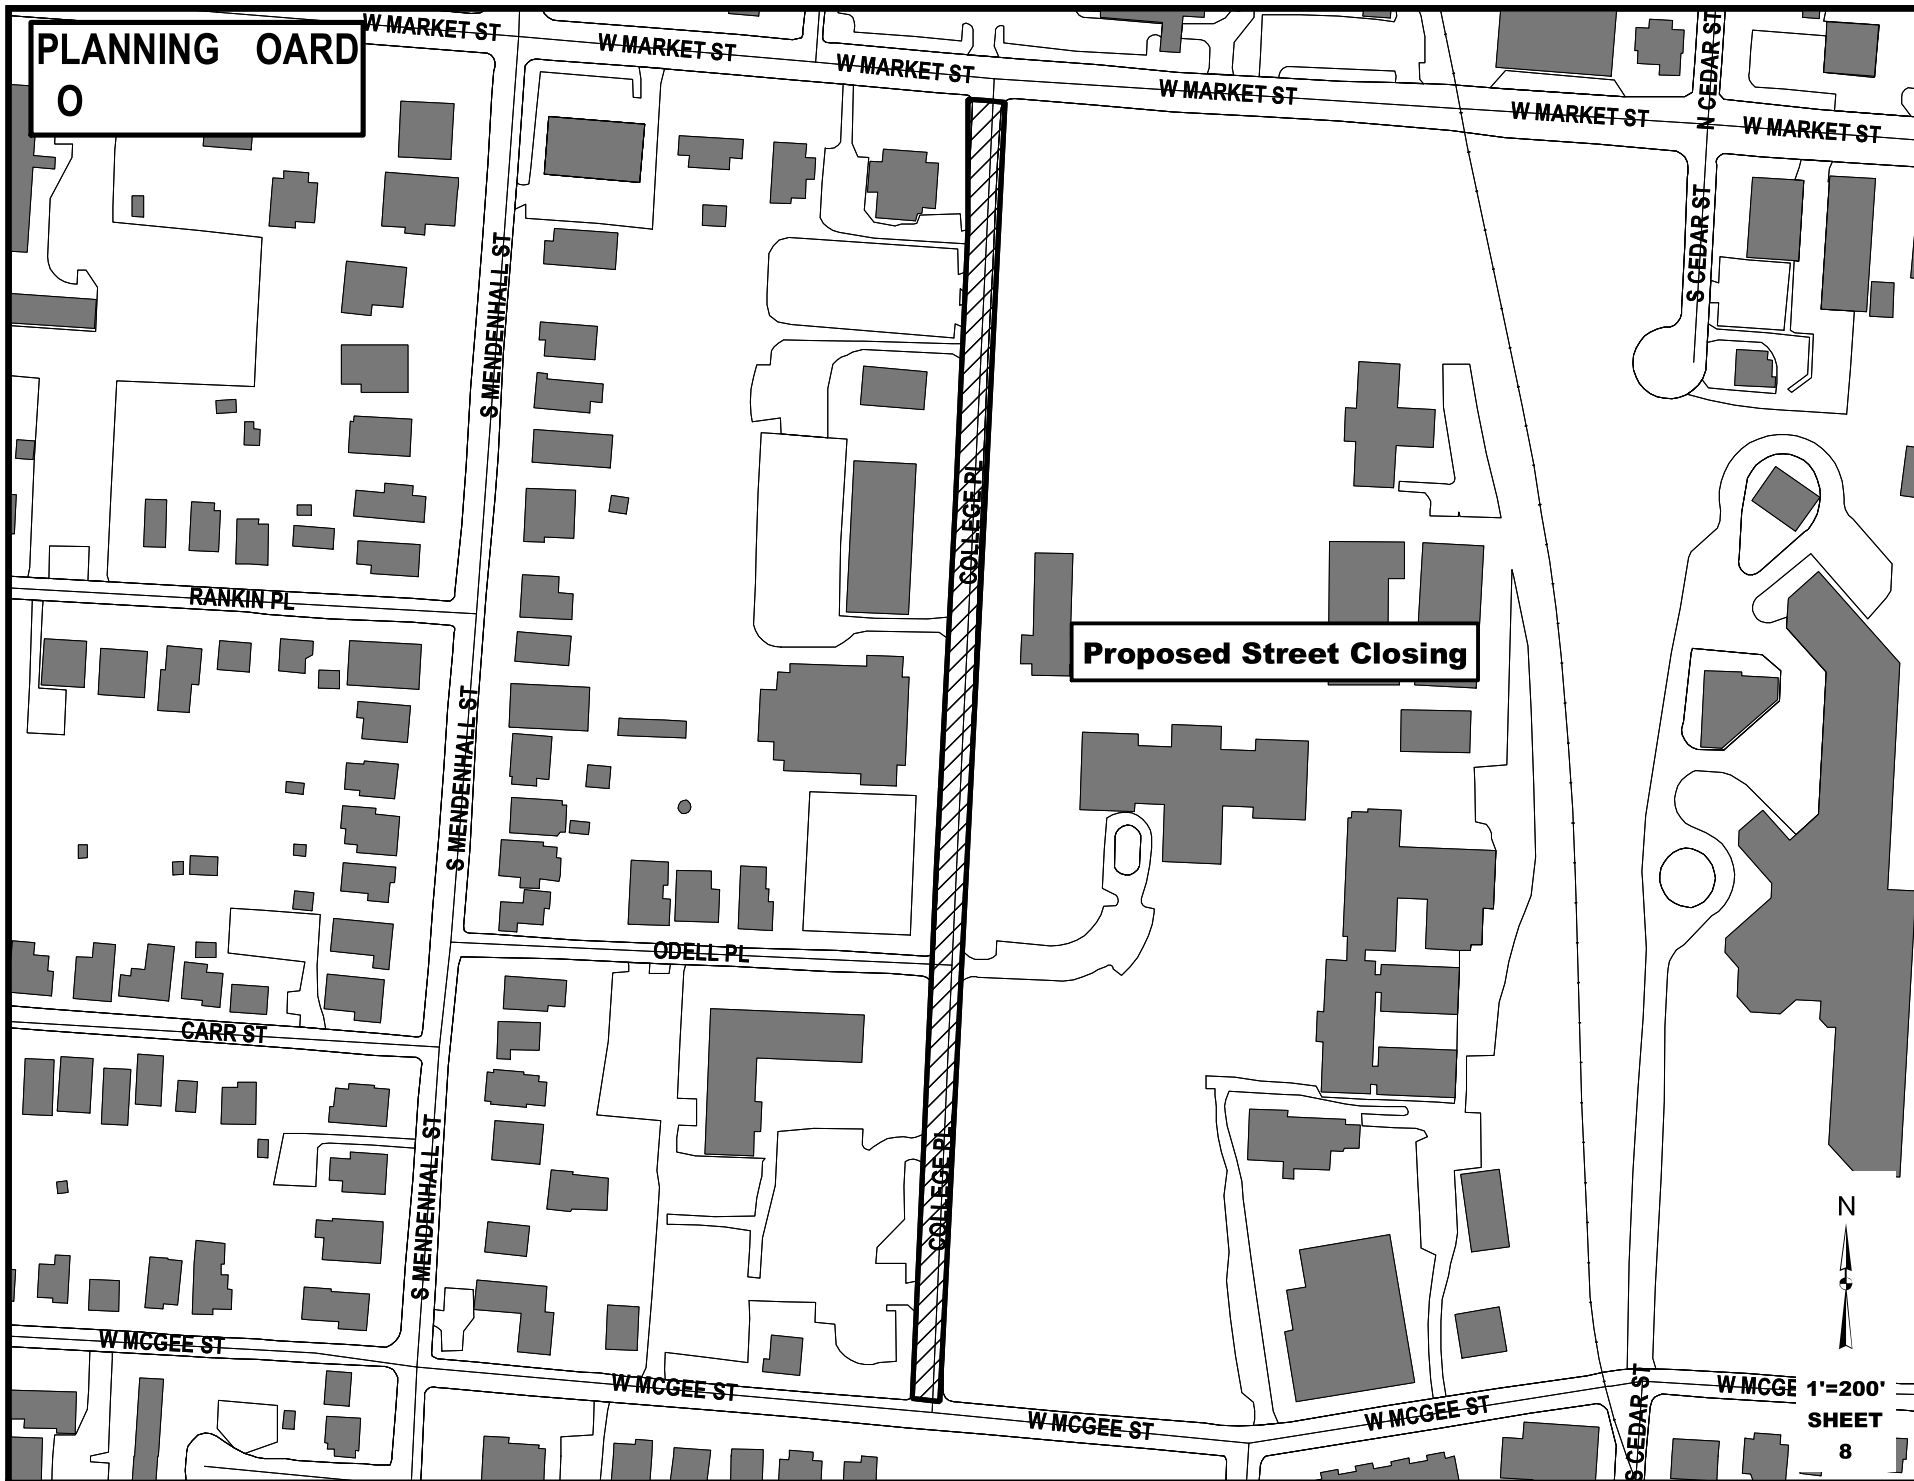 PLANNING OARD
O
W MARKET ST
W MARKET ST
W MARKET ST
W MARKET ST
W MARKET ST
W MARKET ST
N CEDAR ST
S CEDAR ST
S MENDENHALL ST
COLLEGE PL
RANKIN PL
Proposed Street Closing
S MENDENHALL ST
ODELL PL
CARR ST
S MENDENHALL ST
COLLEGE PL
N
W MCGEE ST
W MCGEE ST
W MCGEE ST
W MCGEE ST
S CEDAR ST
W MCGE
1'=200'
SHEET
8